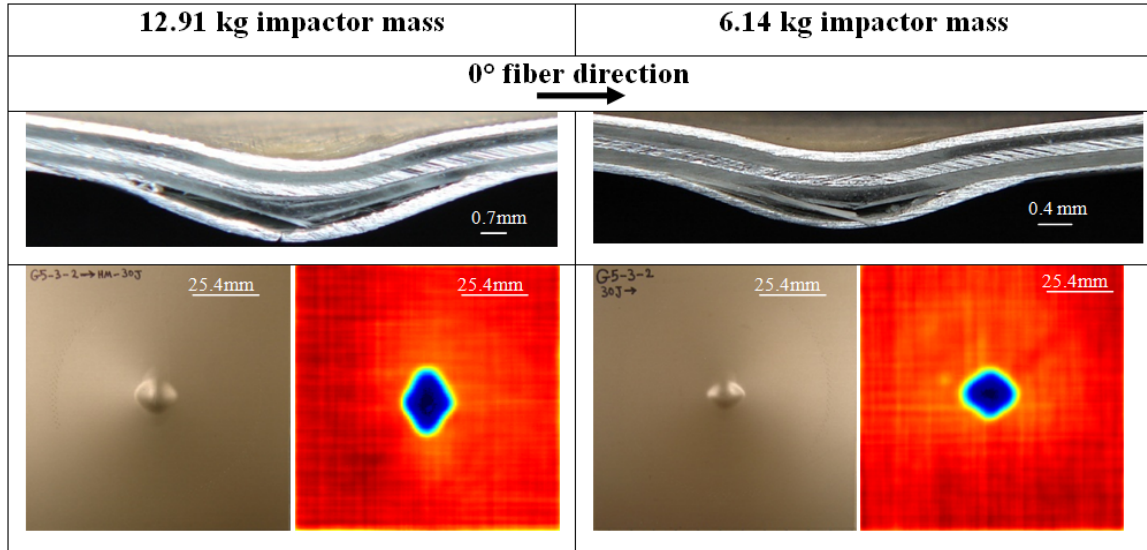 12.91 kg impactor mass
6.14 kg impactor mass
0° fiber direction
0.7mm
0.4 mm
G5-3-2→HM-30J
25.4mm
25.4mm
G5-3-2
30J→
25.4mm
25.4mm